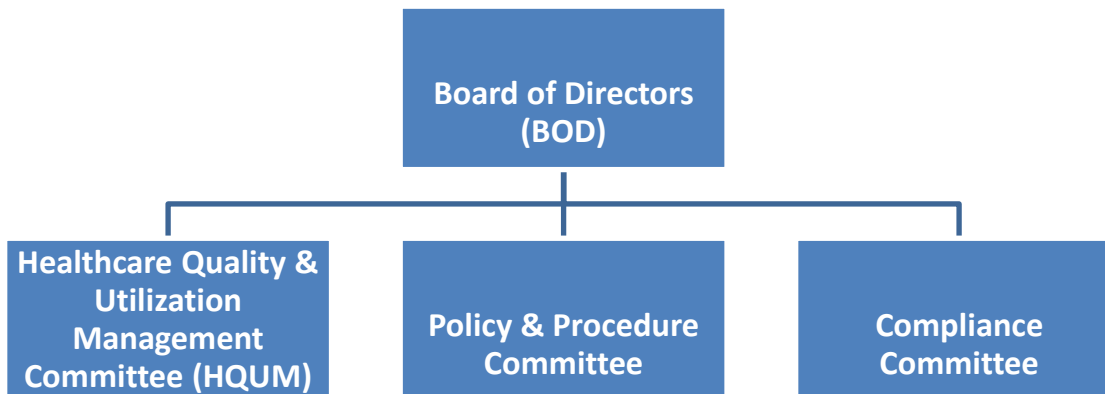 Board of Directors
(BOD)
Healthcare Quality &
Utilization
Management
Committee (HQUM)
Policy & Procedure
Committee
Compliance
Committee